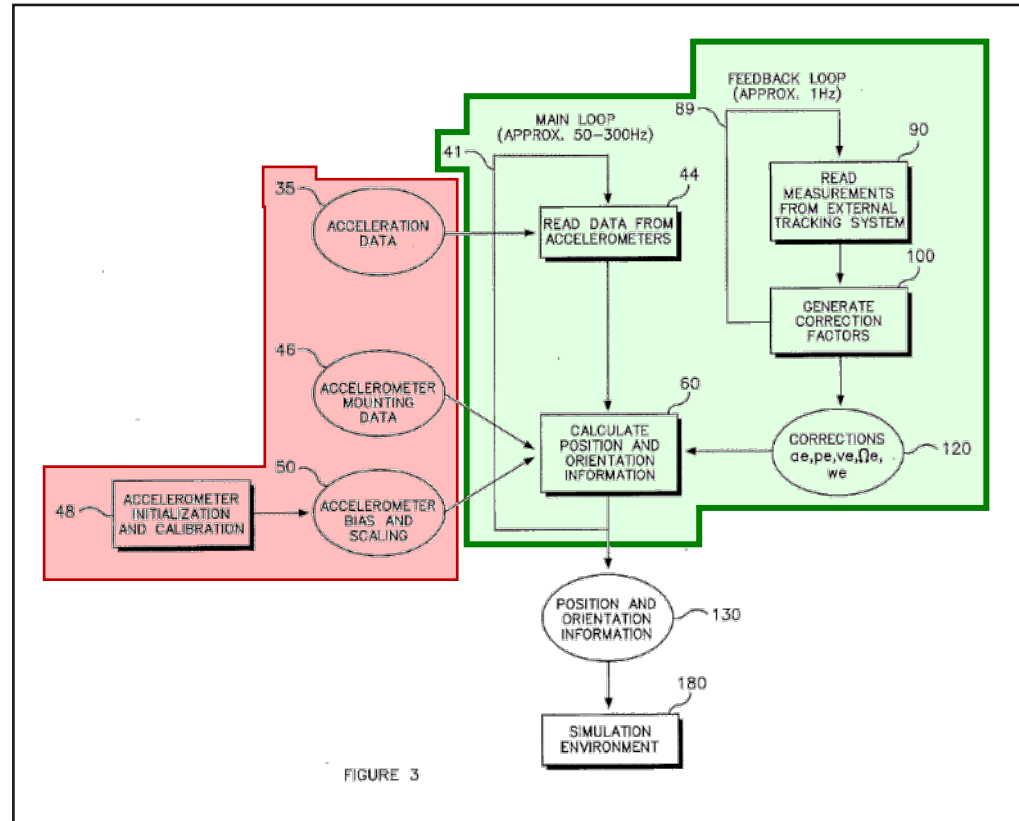 FEEDBACK LOOP
(APPROX. 1Hz)
89
MAIN LOOP
(APPROX. 50-300Hz)
41
90
READ
MEASUREMENTS
FROM EXTERNAL
TRACKING SYSTEM
35
ACCELERATION
DATA
44
READ DATA FROM
ACCELEROMETERS
100
GENERATE
CORRECTION
FACTORS
46
ACCELEROMETER
MOUNTING
DATA
60
CALCULATE
POSITION AND
ORIENTATION
INFORMATION
CORRECTIONS
αe,pe,ve,Ωe,
we
120
48
ACCELEROMETER
INITIALIZATION
AND CALIBRATION
50
ACCELEROMETER
BIAS AND
SCALING
POSITION AND
ORIENTATION
INFORMATION
130
180
SIMULATION
ENVIRONMENT
FIGURE 3